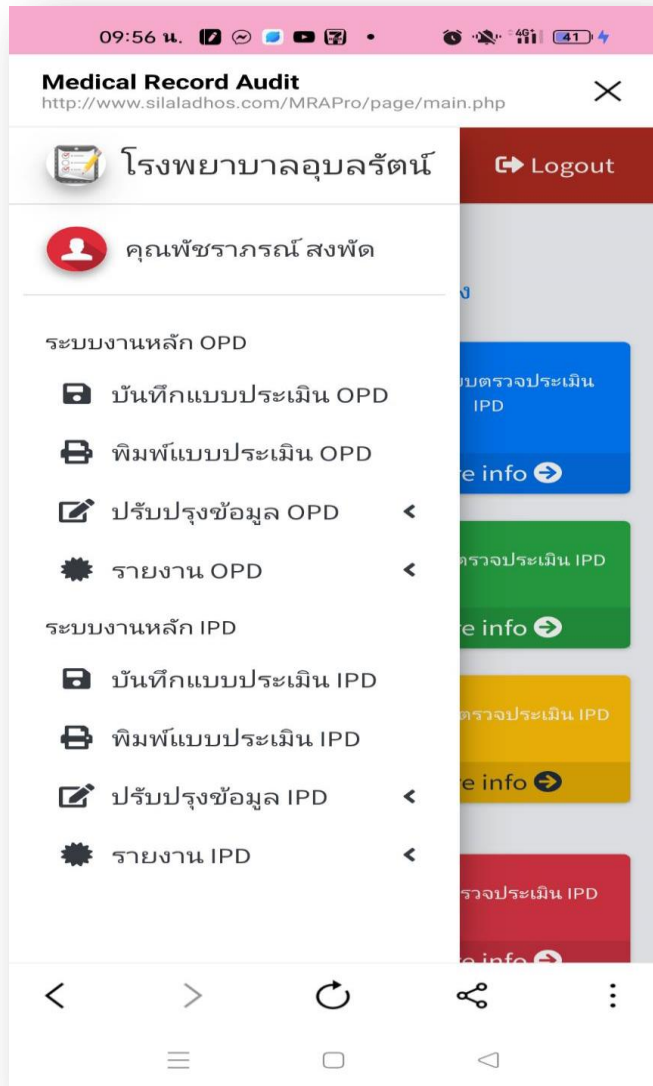 09:56 น.
41
Medical Record Audit
http://www.silaladhos.com/MRAPro/page/main.php
โรงพยาบาลอุบลรัตน์
Logout
คุณพัชราภรณ์ สงพัด
ง
ระบบงานหลัก OPD
บันทึกแบบประเมิน OPD
พิมพ์แบบประเมิน OPD
ปรับปรุงข้อมูล OPD
รายงาน OPD
ระบบงานหลัก IPD
บันทึกแบบประเมิน IPD
พิมพ์แบบประเมิน IPD
ปรับปรุงข้อมูล IPD
รายงาน IPD
บตรวจประเมิน
IPD
e info
ตรวจประเมิน IPD
e info
ตรวจประเมิน IPD
e info
รวจประเมิน IPD
e info